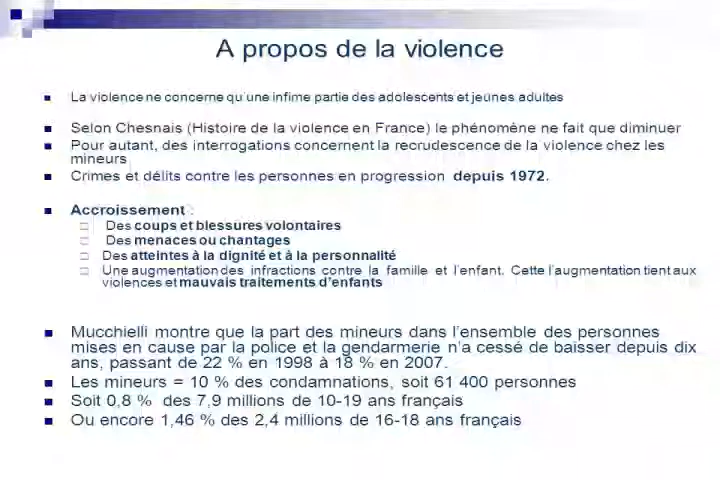 A propos de la violence
La violence ne concerne qu'une infime partie des adolescents et jeunes adultes
Selon Chesnais (Histoire de la violence en France) le phénomène ne fait que diminuer
Pour autant, des interrogations concernent la recrudescence de la violence chez les
mineurs
Crimes et délits contre les personnes en progression depuis 1972.
Accroissement :
Des coups et blessures volontaires
Des menaces ou chantages
Des atteintes à la dignité et à la personnalité
Une augmentation des infractions contre la famille et l'enfant. Cette l'augmentation tient aux
violences et mauvais traitements d'enfants
Mucchielli montre que la part des mineurs dans l'ensemble des personnes
mises en cause par la police et la gendarmerie n'a cessé de baisser depuis dix
ans, passant de 22 % en 1998 à 18 % en 2007.
Les mineurs = 10 % des condamnations, soit 61 400 personnes
Soit 0,8 % des 7,9 millions de 10-19 ans français
Ou encore 1,46 % des 2,4 millions de 16-18 ans français